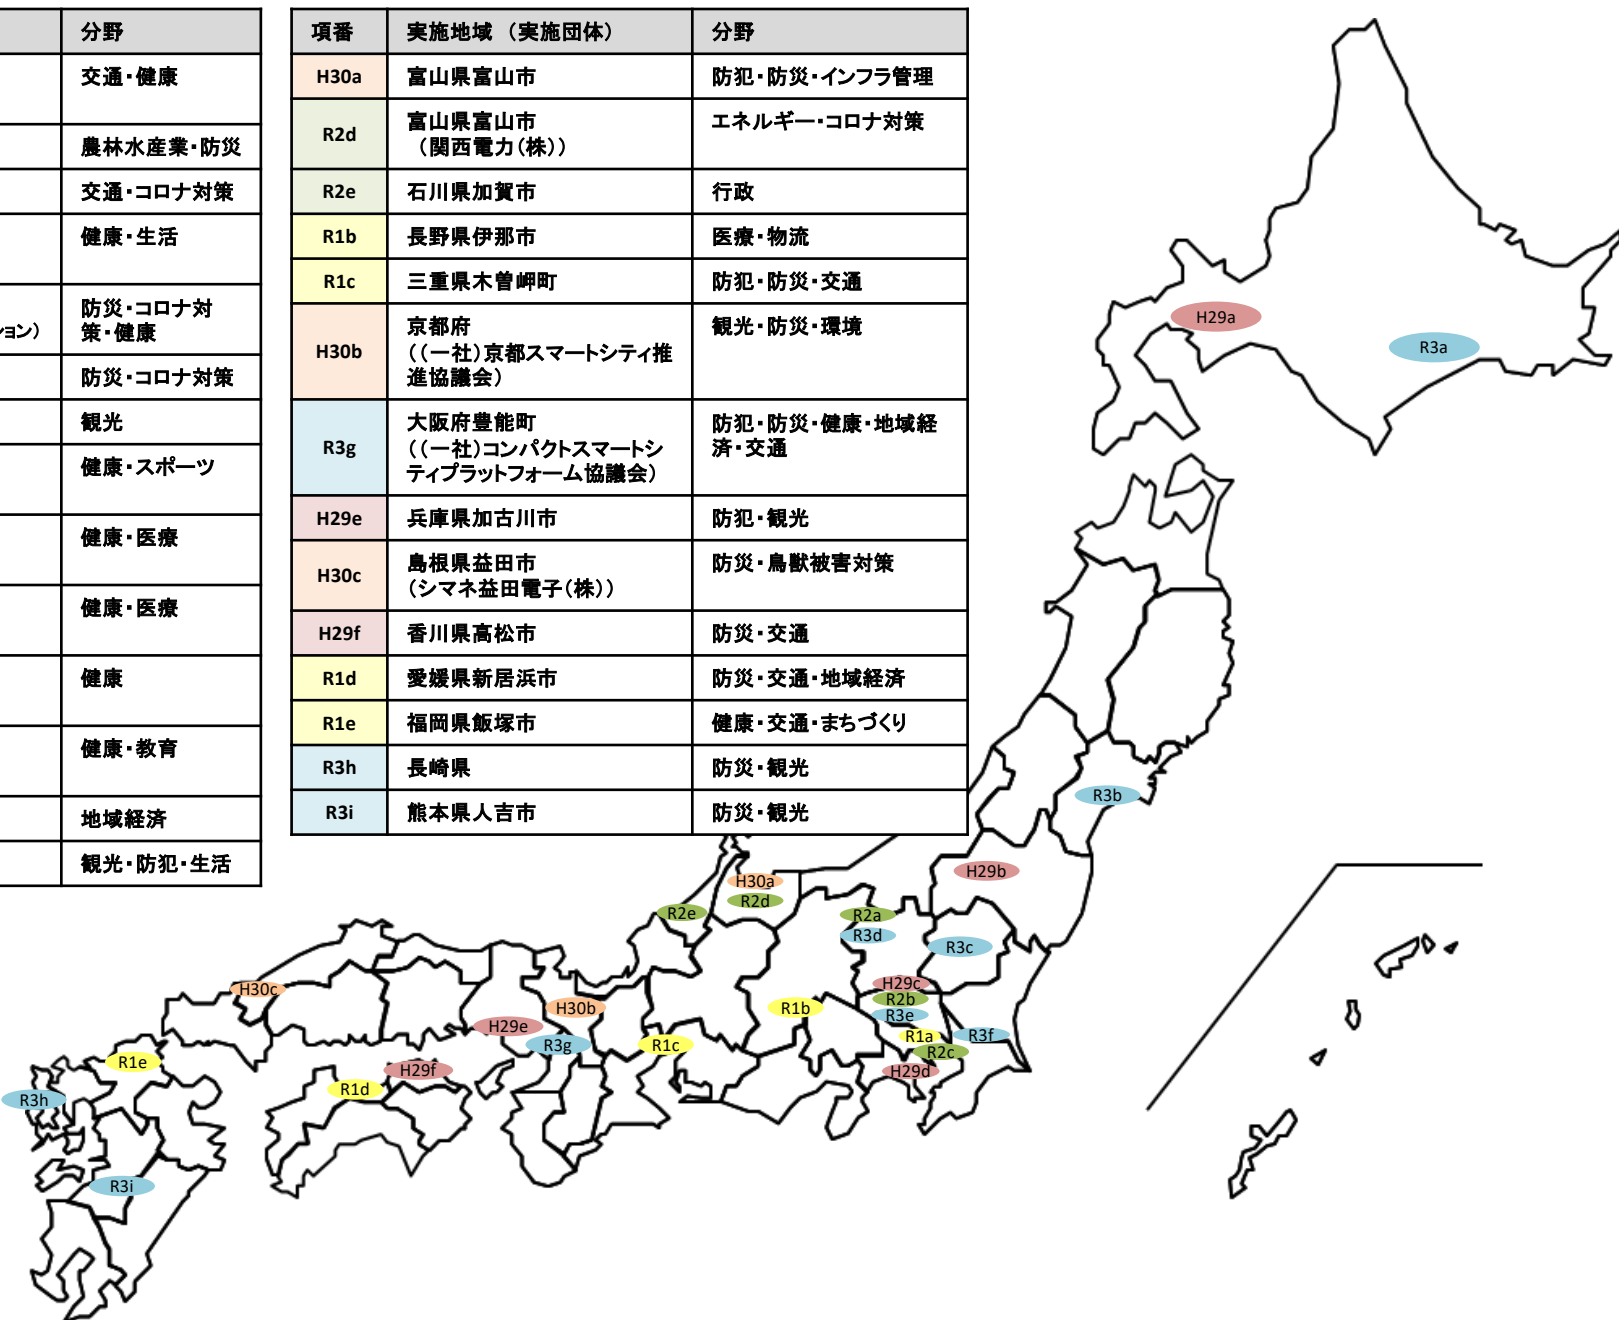 分野
交通・健康
農林水産業・防災
交通・コロナ対策
健康・生活
ション)
防災・コロナ対
策・健康
防災・コロナ対策
観光
健康・スポーツ
健康・医療
健康・医療
健康
健康・教育
地域経済
観光・防犯・生活
項番 実施地域 (実施団体) 分野
H30a 富山県富山市 防犯・防災・インフラ管理
R2d 富山県富山市 エネルギー・コロナ対策
(関西電力(株))
R2e 石川県加賀市 行政
R1b 長野県伊那市 医療・物流
R1c 三重県木曽岬町 防犯・防災・交通
H30b 京都府 観光・防災・環境
((一社)京都スマートシティ推
進協議会)
R3g 大阪府豊能町 防犯・防災・健康・地域経
((一社)コンパクトスマートシ 済・交通
ティプラットフォーム協議会)
H29e 兵庫県加古川市 防犯・観光
H30c 島根県益田市 防災・鳥獣被害対策
(シマネ益田電子(株))
H29f 香川県高松市 防災・交通
R1d 愛媛県新居浜市 防災・交通・地域経済
R1e 福岡県飯塚市 健康・交通・まちづくり
R3h 長崎県 防災・観光
R3i 熊本県人吉市 防災・観光
H29a
R3a
R3b
H29b
H30a
R2d
R2e
R2a
R3d
R3c
H29c
R2b
R3e
R1a
R3f
R2c
H29d
R1b
H30b
H30c
H29e
R3g
R1c
R1e
H29f
R1d
R3h
R3i